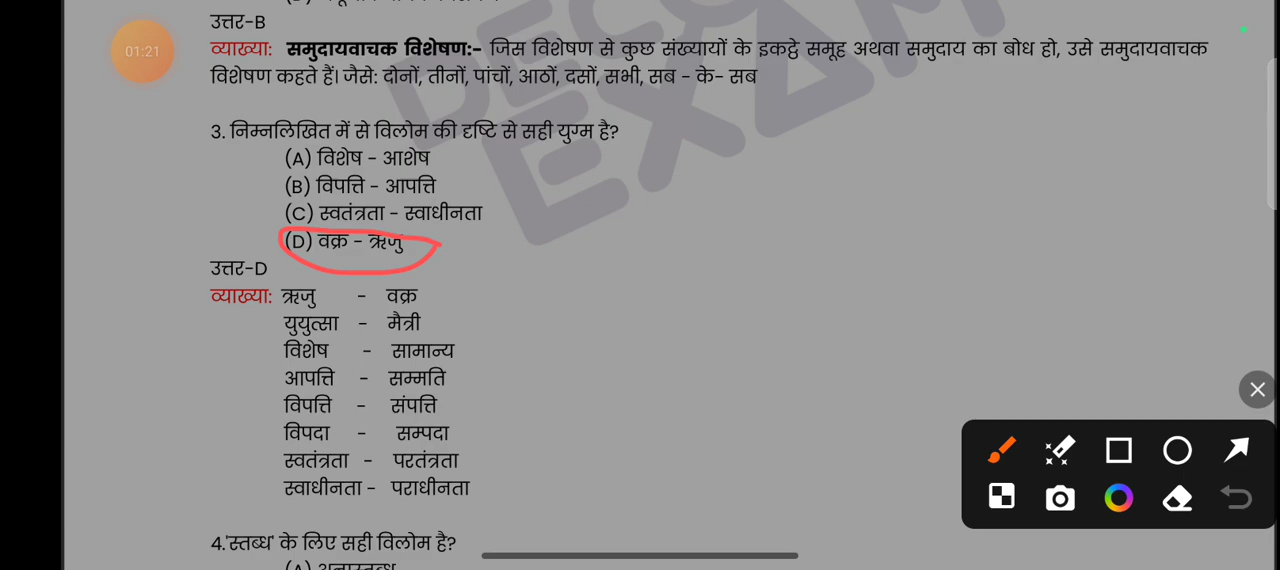 उत्तर-B
01:21
व्याख्या: समुदायवाचक विशेषण:- जिस विशेषण से कुछ संख्यायों के इकट्ठे समूह अथवा समुदाय का बोध हो, उसे समुदायवाचक
विशेषण कहते हैं। जैसे: दोनों, तीनों, पांचों, आठों, दसों, सभी, सब - के- सब
3. निम्नलिखित में से विलोम की दृष्टि से सही युग्म है?
(A) विशेष - आशेष
(B) विपत्ति - आपत्ति
(C) स्वतंत्रता - स्वाधीनता
(D) वक्र - ऋजु
उत्तर-D
व्याख्या: ऋजु - वक्र
युयुत्सा - मैत्री
विशेष - सामान्य
आपत्ति - सम्मति
विपत्ति - संपत्ति
विपदा - सम्पदा
स्वतंत्रता - परतंत्रता
स्वाधीनता - पराधीनता
4.'स्तब्ध' के लिए सही विलोम है?
EXAM